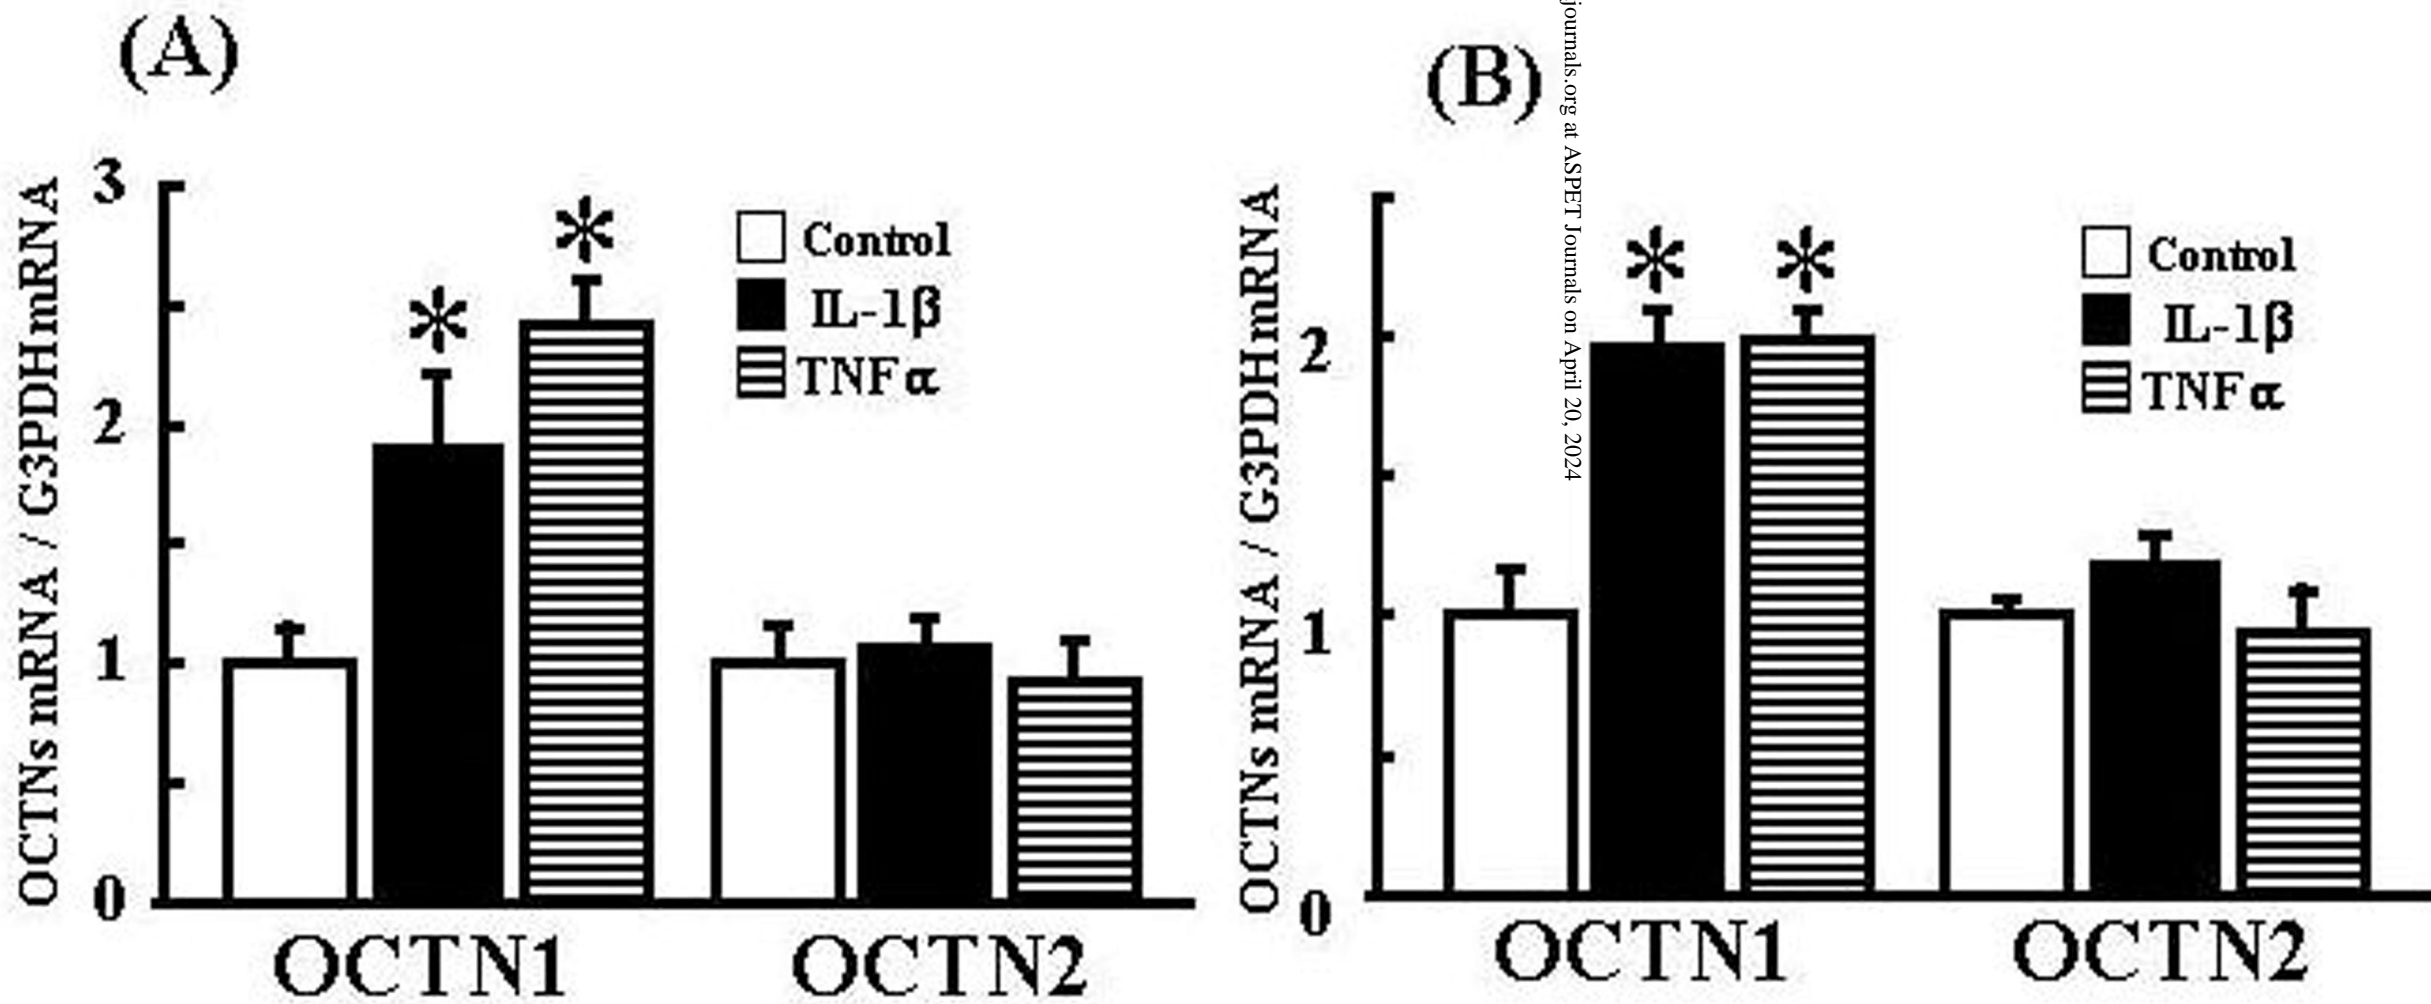 (A)
OCTNs mRNA / G3PDH mRNA
3
2
1
0
*
*
Control
IL-1β
TNFα
OCTN1
OCTN2
(B)
journals.org at ASPET Journals on April 20, 2024
OCTNs mRNA / G3PDH mRNA
2
1
0
*
*
Control
IL-1β
TNFα
OCTN1
OCTN2